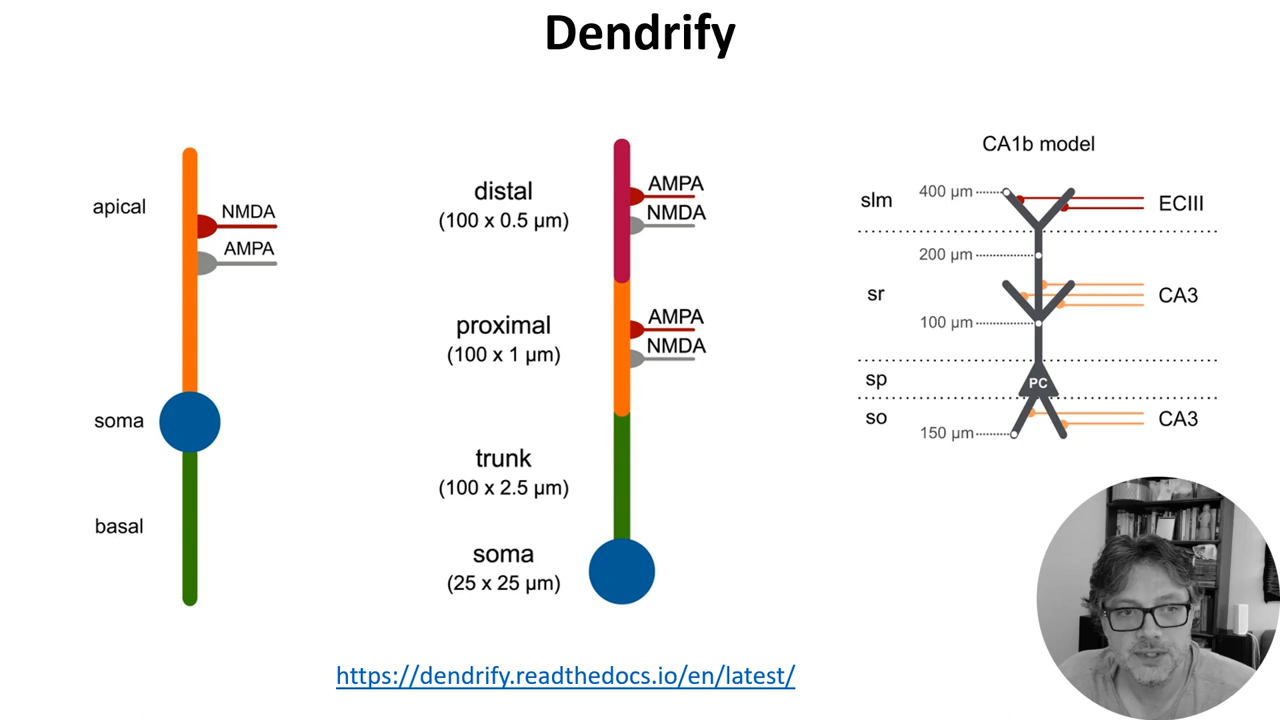 Dendrify
apical
NMDA
AMPA
soma
basal
distal
(100 x 0.5 µm)
AMPA
NMDA
proximal
(100 x 1 µm)
AMPA
NMDA
trunk
(100 x 2.5 µm)
soma
(25 x 25 µm)
CA1b model
slm
400 µm
ECIII
200 µm
sr
CA3
100 µm
sp
PC
so
CA3
150 µm
https://dendrify.readthedocs.io/en/latest/